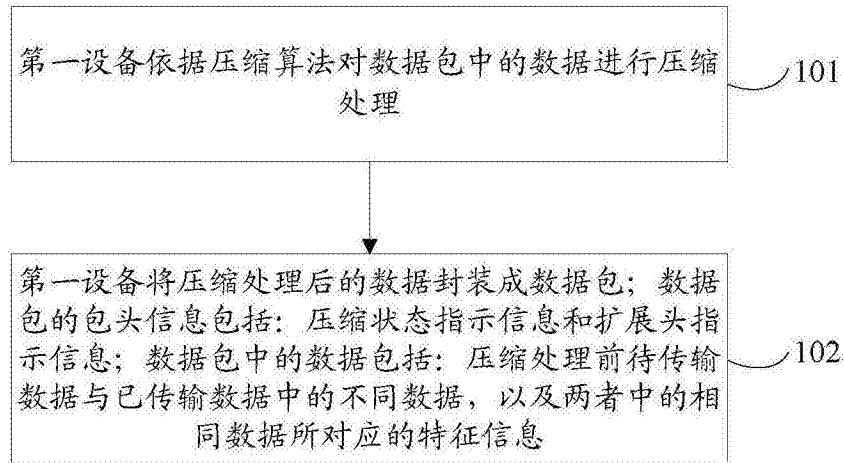 第一设备依据压缩算法对数据包中的数据进行压缩
处理
101
第一设备将压缩处理后的数据封装成数据包；数据
包的包头信息包括：压缩状态指示信息和扩展头指
示信息；数据包中的数据包括：压缩处理前待传输
数据与已传输数据中的不同数据，以及两者中的相
同数据所对应的特征信息
102